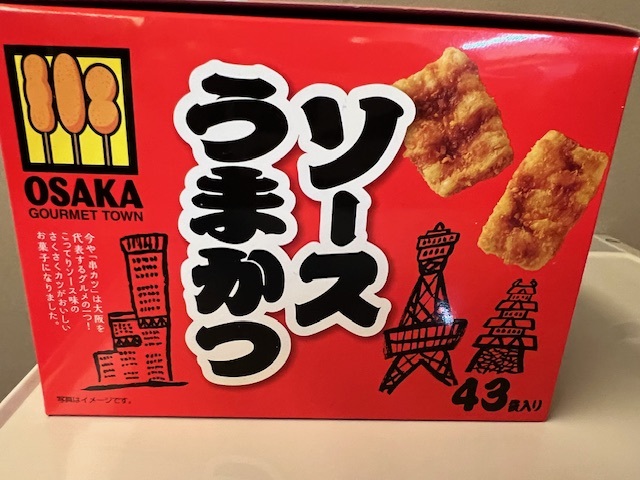 OSAKA
GOURMET TOWN
ソース
うまかつ
今や「串カツ」は大阪を
代表するグルメの一つ!
こってりソース味の
さくさくカツがおいしい
お菓子になりました。
写真はイメージです。
43袋入り